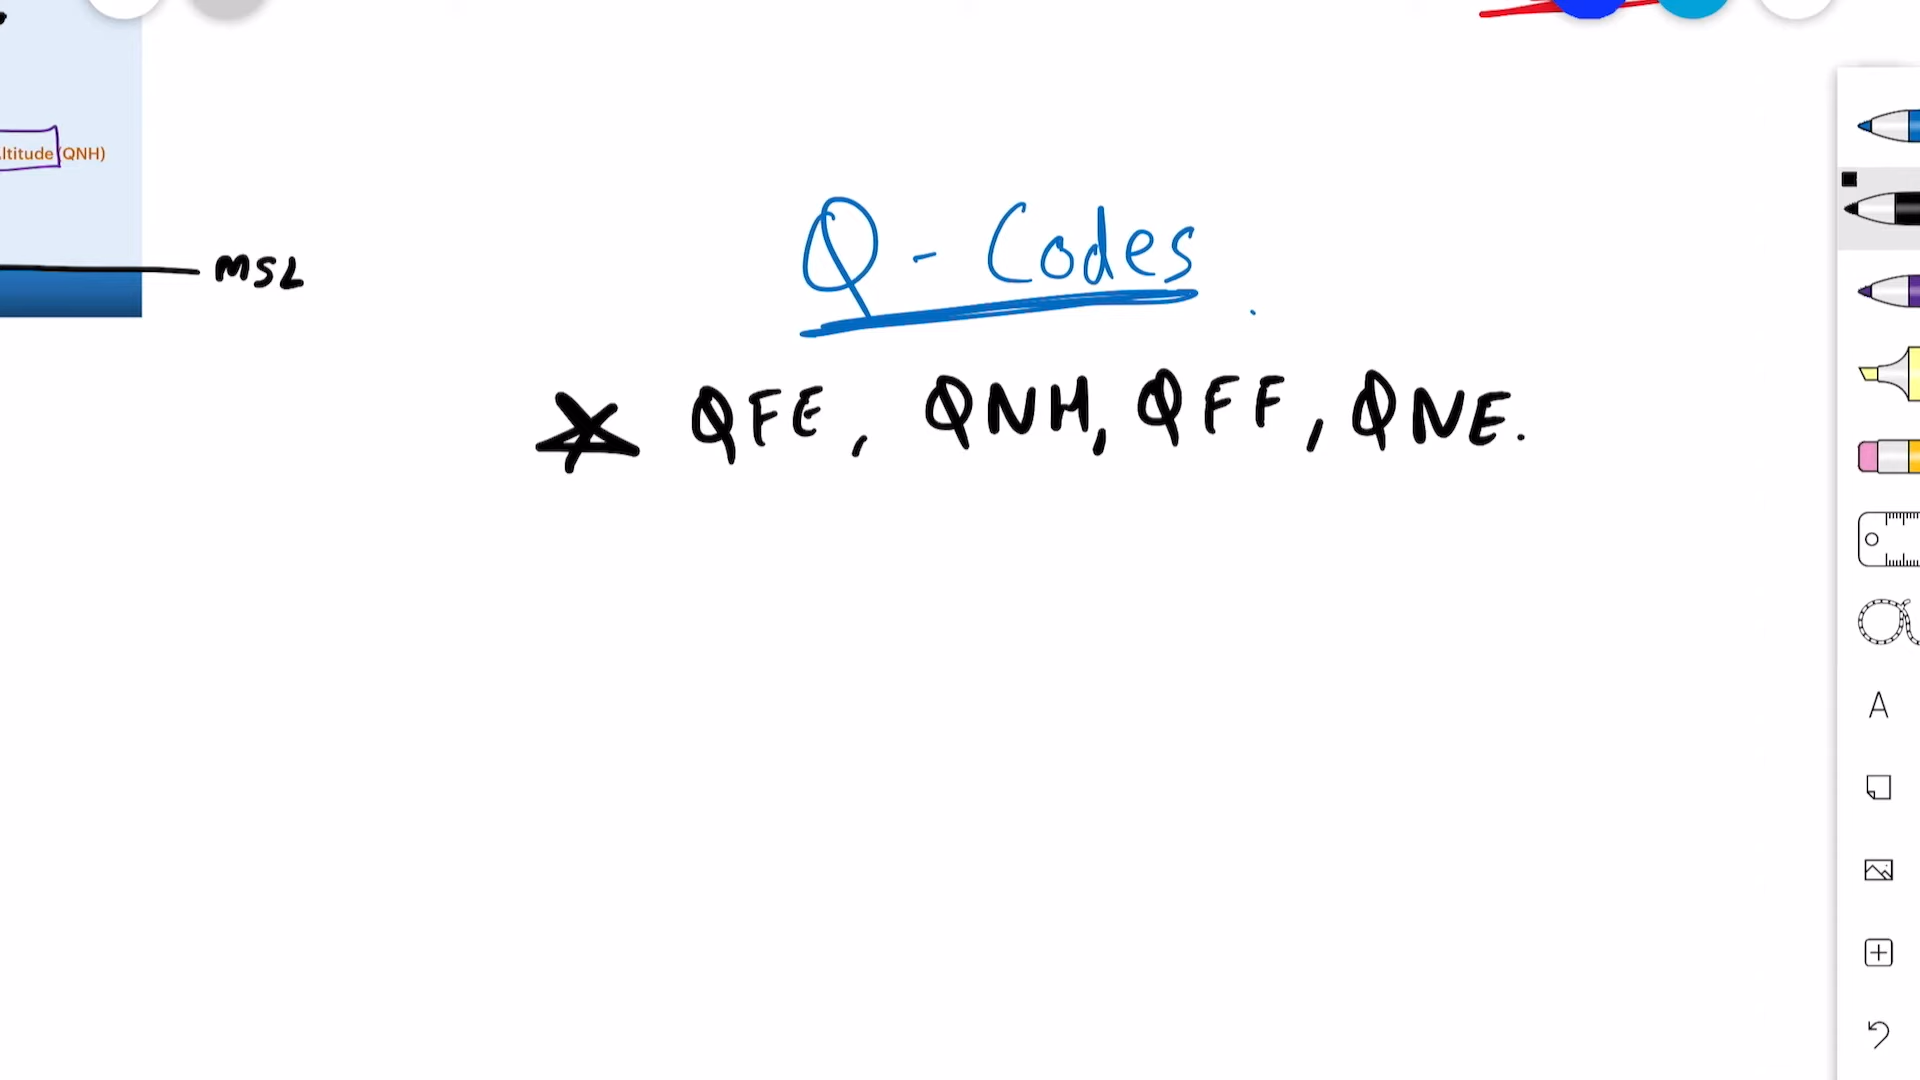 ltitude (QNH)
MSL
Q - Codes
QFE, QNH, QFF, QNE.
A